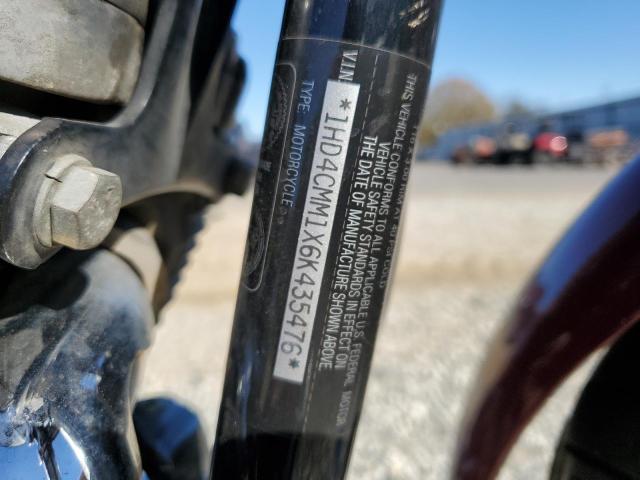 TYPE: MOTORCYCLE
VIN
*1HD4CMM1X6K435476*
THIS VEHICLE CONFORMS TO ALL APPLICABLE U.S. FEDERAL MOTOR
VEHICLE SAFETY STANDARDS IN EFFECT ON
THE DATE OF MANUFACTURE SHOWN ABOVE